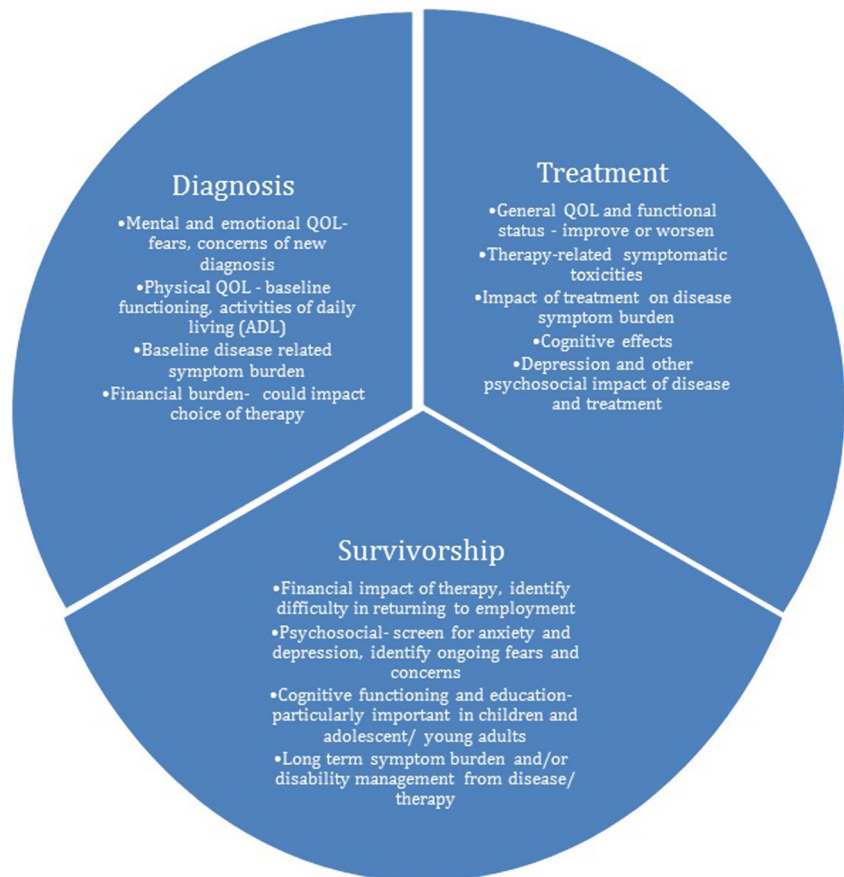 Diagnosis
•Mental and emotional QOL-
fears, concerns of new
diagnosis
•Physical QOL - baseline
functioning, activities of daily
living (ADL)
•Baseline disease related
symptom burden
•Financial burden- could impact
choice of therapy
Treatment
•General QOL and functional
status - improve or worsen
•Therapy-related symptomatic
toxicities
•Impact of treatment on disease
symptom burden
•Cognitive effects
•Depression and other
psychosocial impact of disease
and treatment
Survivorship
•Financial impact of therapy, identify
difficulty in returning to employment
•Psychosocial- screen for anxiety and
depression, identify ongoing fears and
concerns
•Cognitive functioning and education-
particularly important in children and
adolescent/ young adults
•Long term symptom burden and/or
disability management from disease/
therapy